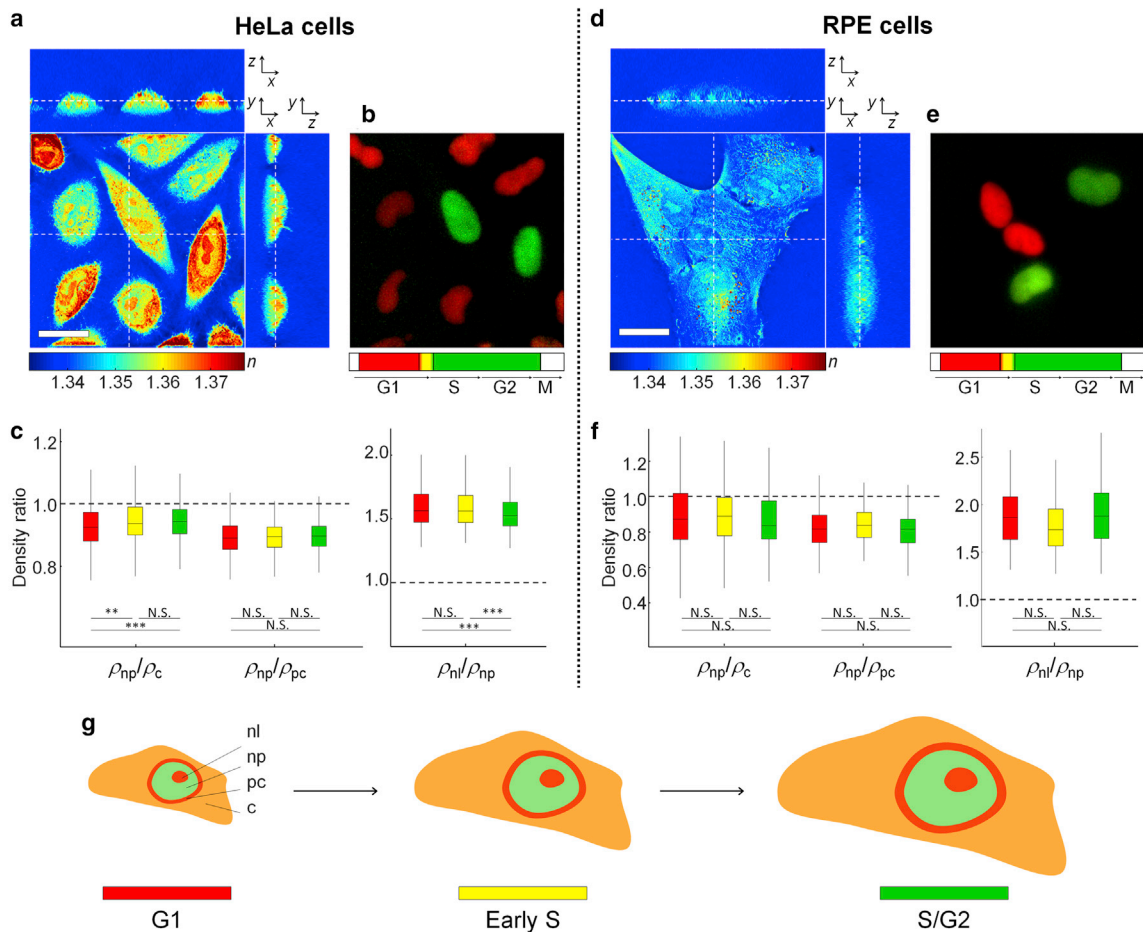 a
HeLa cells
z
x
y
x
y
z
b
n
1.34 1.35 1.36 1.37
G1 S G2 M
c
Density ratio
1.2
1.0
0.8
** N.S.
***
N.S. N.S.
N.S.
ρnp/ρc
ρnp/ρpc
2.0
1.5
1.0
N.S. ***
***
ρnl/ρnp
d
RPE cells
z
x
y
x
y
z
e
n
1.34 1.35 1.36 1.37
G1 S G2 M
f
Density ratio
1.2
1.0
0.8
0.6
0.4
N.S. N.S.
N.S.
N.S. N.S.
N.S.
ρnp/ρc
ρnp/ρpc
2.5
2.0
1.5
1.0
N.S. N.S.
N.S.
ρnl/ρnp
g
nl
np
pc
c
G1
Early S
S/G2